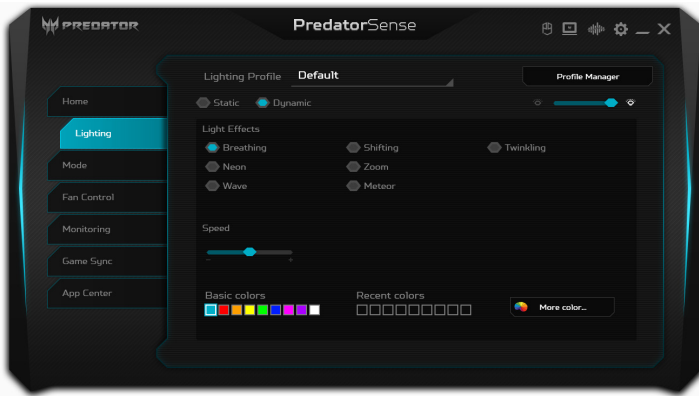 PREDATOR
PredatorSense
Lighting Profile Default
Profile Manager
Static Dynamic
Home
Lighting
Mode
Fan Control
Monitoring
Game Sync
App Center
Light Effects
Breathing Shifting Twinkling
Neon Zoom
Wave Meteor
Speed
- +
Basic colors Recent colors
More color...